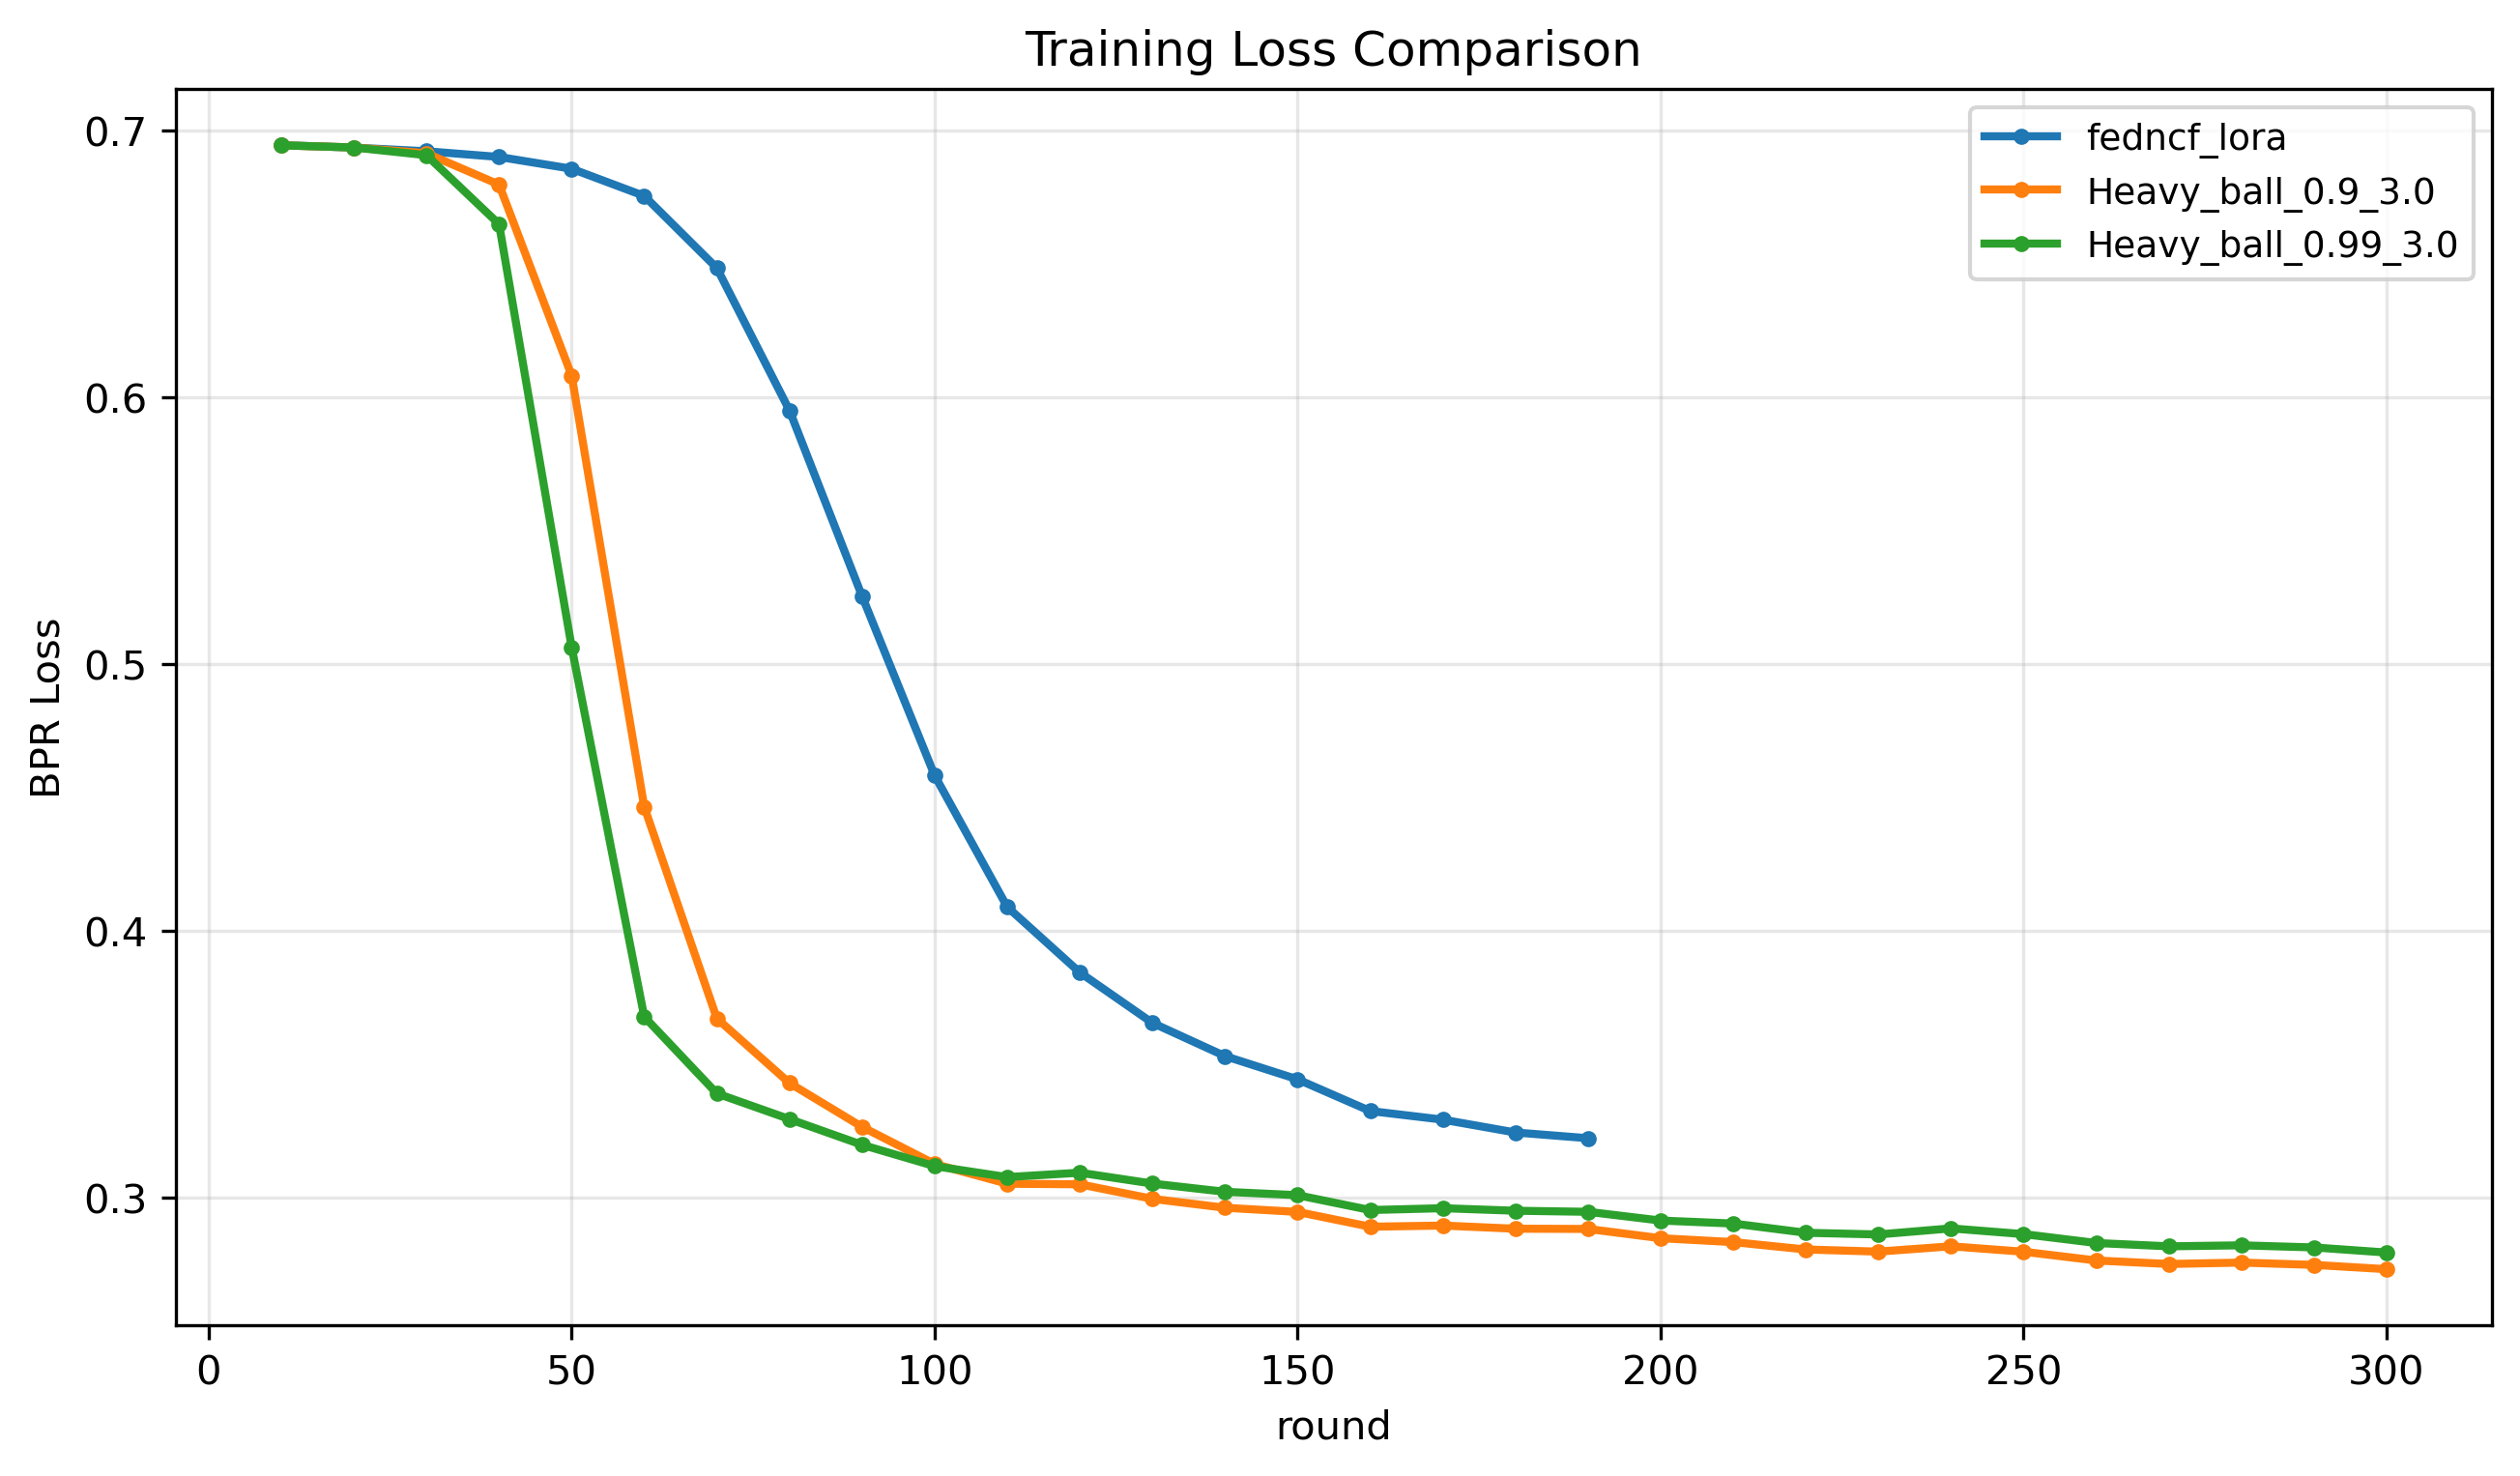 Training Loss Comparison
fedncf_lora
Heavy_ball_0.9_3.0
Heavy_ball_0.99_3.0
BPR Loss
0.7
0.6
0.5
0.4
0.3
0 50 100 150 200 250 300
round